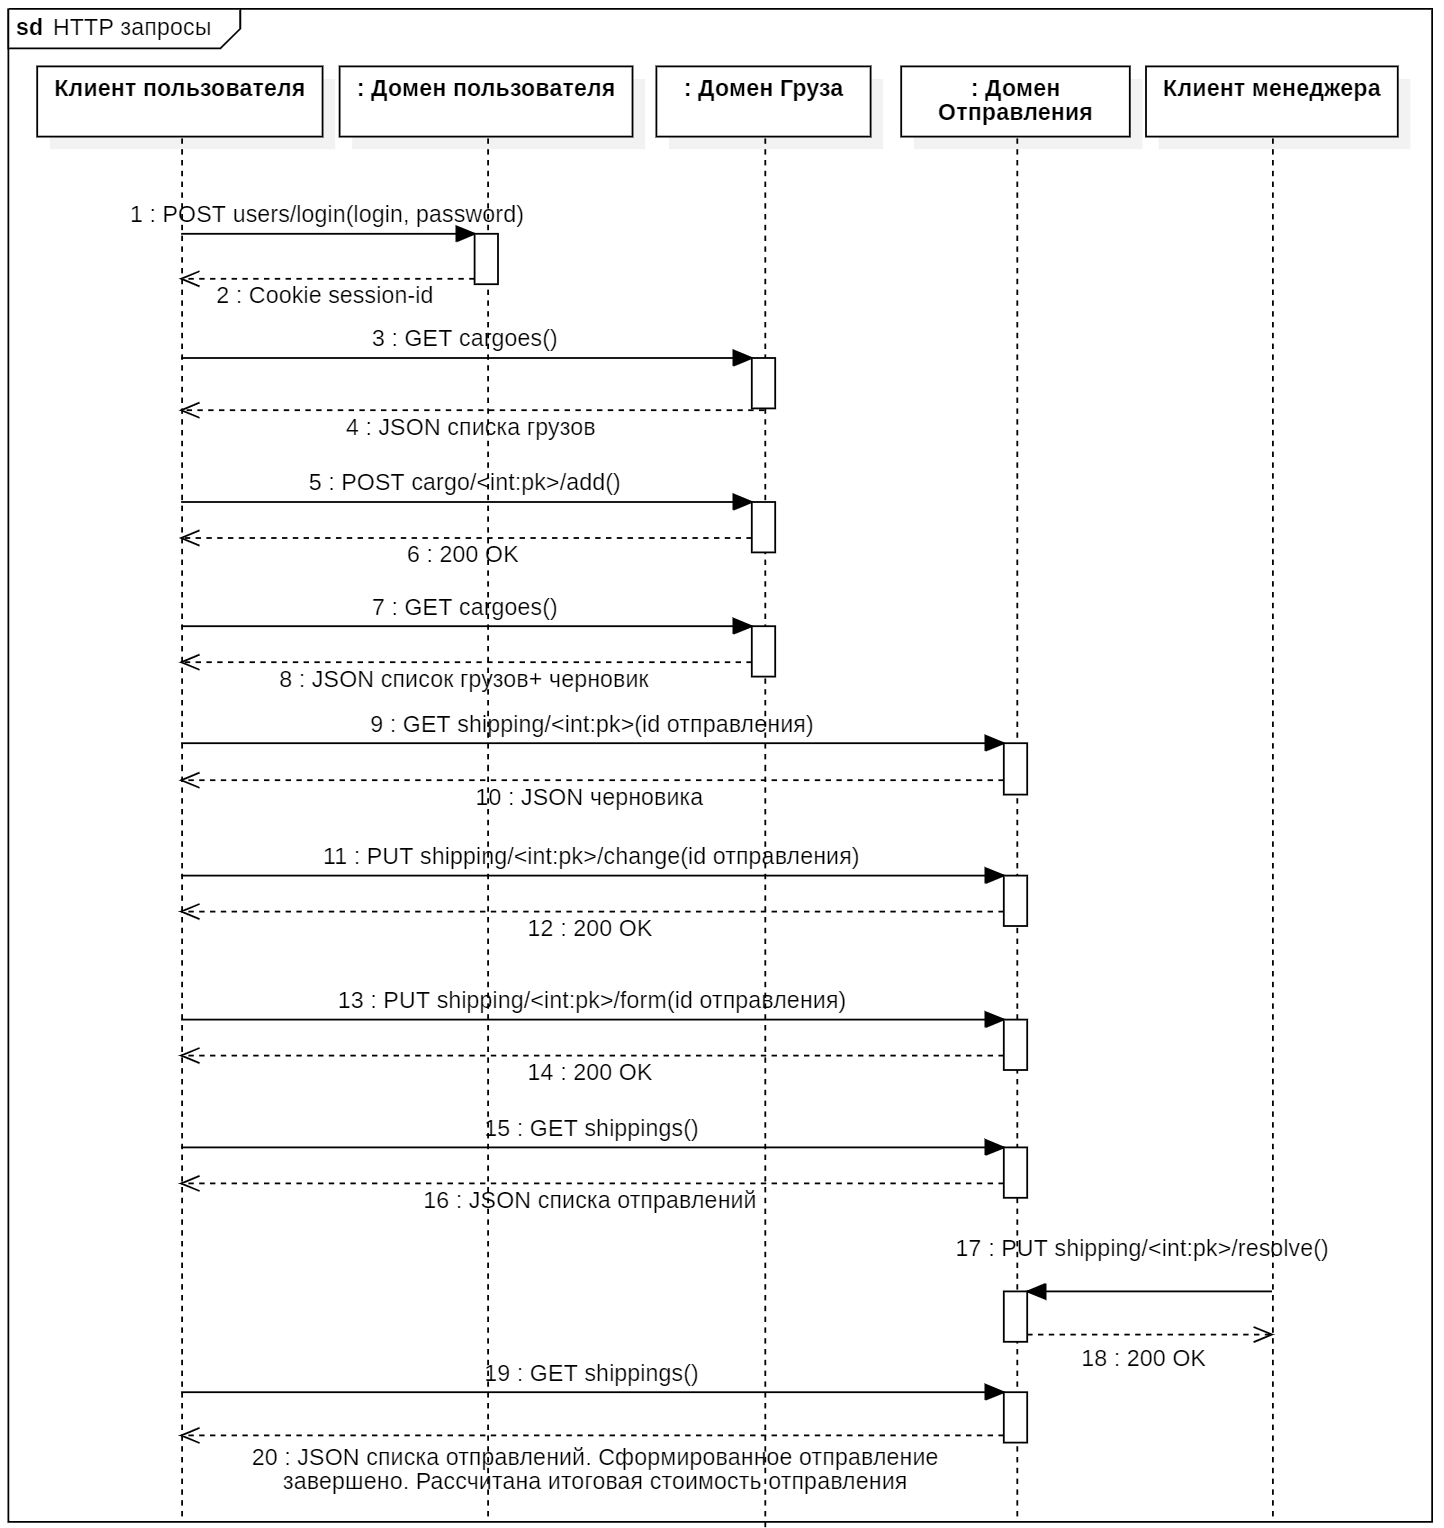 sd HTTP запросы
Клиент пользователя
: Домен пользователя
: Домен Груза
: Домен
Отправления
Клиент менеджера
1 : POST users/login(login, password)
2 : Cookie session-id
3 : GET cargoes()
4 : JSON списка грузов
5 : POST cargo/<int:pk>/add()
6 : 200 OK
7 : GET cargoes()
8 : JSON список грузов+ черновик
9 : GET shipping/<int:pk>(id отправления)
10 : JSON черновика
11 : PUT shipping/<int:pk>/change(id отправления)
12 : 200 OK
13 : PUT shipping/<int:pk>/form(id отправления)
14 : 200 OK
15 : GET shippings()
16 : JSON списка отправлений
17 : PUT shipping/<int:pk>/resolve()
18 : 200 OK
19 : GET shippings()
20 : JSON списка отправлений. Сформированное отправление
завершено. Рассчитана итоговая стоимость отправления